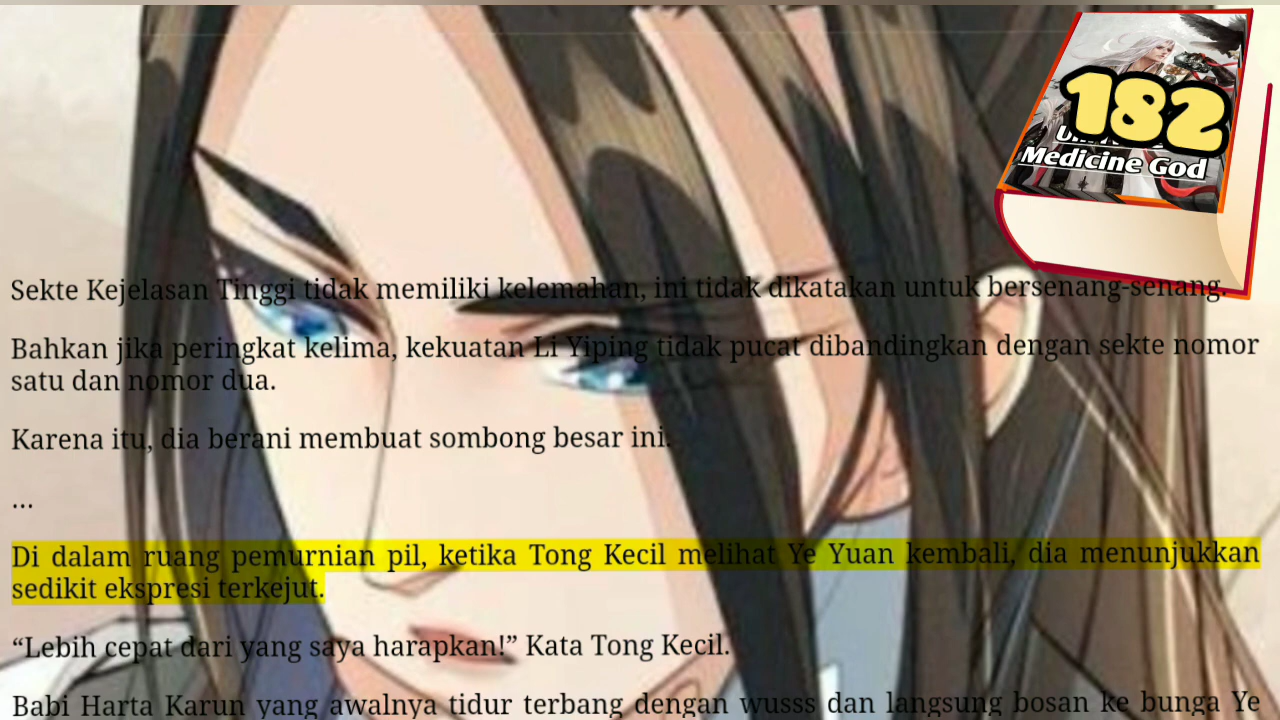 182
Medicine God
Sekte Kejelasan Tinggi tidak memiliki kelemahan, ini tidak dikatakan untuk bersenang-senang.
Bahkan jika peringkat kelima, kekuatan Li Yiping tidak pucat dibandingkan dengan sekte nomor
satu dan nomor dua.
Karena itu, dia berani membuat sombong besar ini.
...
Di dalam ruang pemurnian pil, ketika Tong Kecil melihat Ye Yuan kembali, dia menunjukkan
sedikit ekspresi terkejut.
“Lebih cepat dari yang saya harapkan!” Kata Tong Kecil.
Babi Harta Karun yang awalnya tidur terbang dengan wusss dan langsung bosan ke bunga Ye